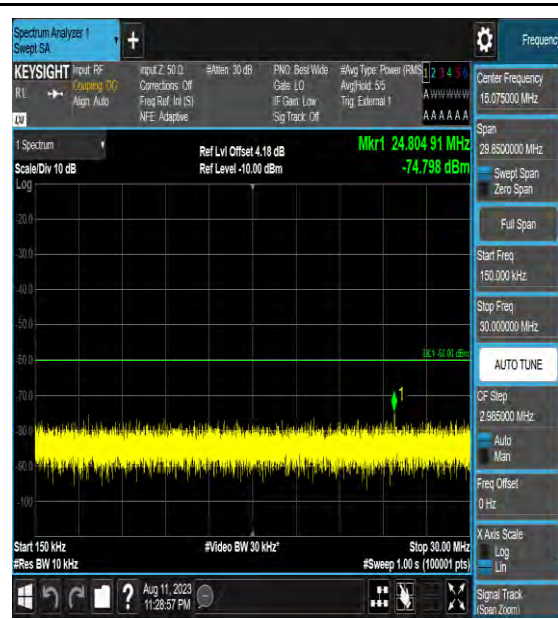 Spectrum Analyzer 1
Swept SA
Frequenc
KEYSIGHT Input: RF Input Z: 50 Ω #Atten: 30 dB PNO: Best Wide #Avg Type: Power (RMS 1 2 3 4 5 6
RL Coupling: DC Corrections: Off Gate: LO Avg|Hold: 5/5 A W W W W W
Align: Auto Freq Ref: Int (S) IF Gain: Low Trig: External 1
LW NFE: Adaptive Sig Track: Off A A A A A A
1 Spectrum
Ref Lvl Offset 4.18 dB Mkr1 24.804 91 MHz
Scale/Div 10 dB Ref Level -10.00 dBm -74.798 dBm
Log
-20.0
-30.0
-40.0
-50.0
DL1 -60.00 dBm
-60.0
1
-70.0
-80.0
-90.0
-100
Start 150 kHz #Video BW 30 kHz* Stop 30.00 MHz
#Res BW 10 kHz #Sweep 1.00 s (100001 pts)
? Aug 11, 2023
11:28:57 PM
Center Frequency
15.075000 MHz
Span
29.8500000 MHz
Swept Span
Zero Span
Full Span
Start Freq
150.000 kHz
Stop Freq
30.000000 MHz
AUTO TUNE
CF Step
2.985000 MHz
Auto
Man
Freq Offset
0 Hz
X Axis Scale
Log
Lin
Signal Track
(Span Zoom)